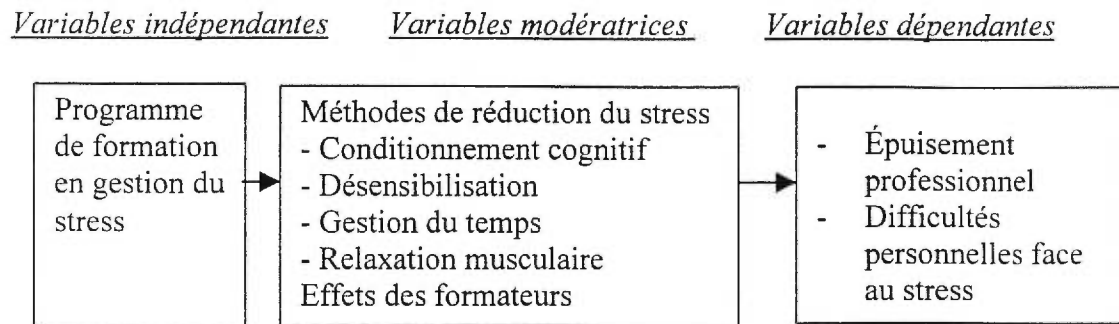 Variables indépendantes Variables modératrices Variables dépendantes
Programme
de formation
en gestion du
stress
Méthodes de réduction du stress
- Conditionnement cognitif
- Désensibilisation
- Gestion du temps
- Relaxation musculaire
Effets des formateurs
- Épuisement
professionnel
- Difficultés
personnelles face
au stress